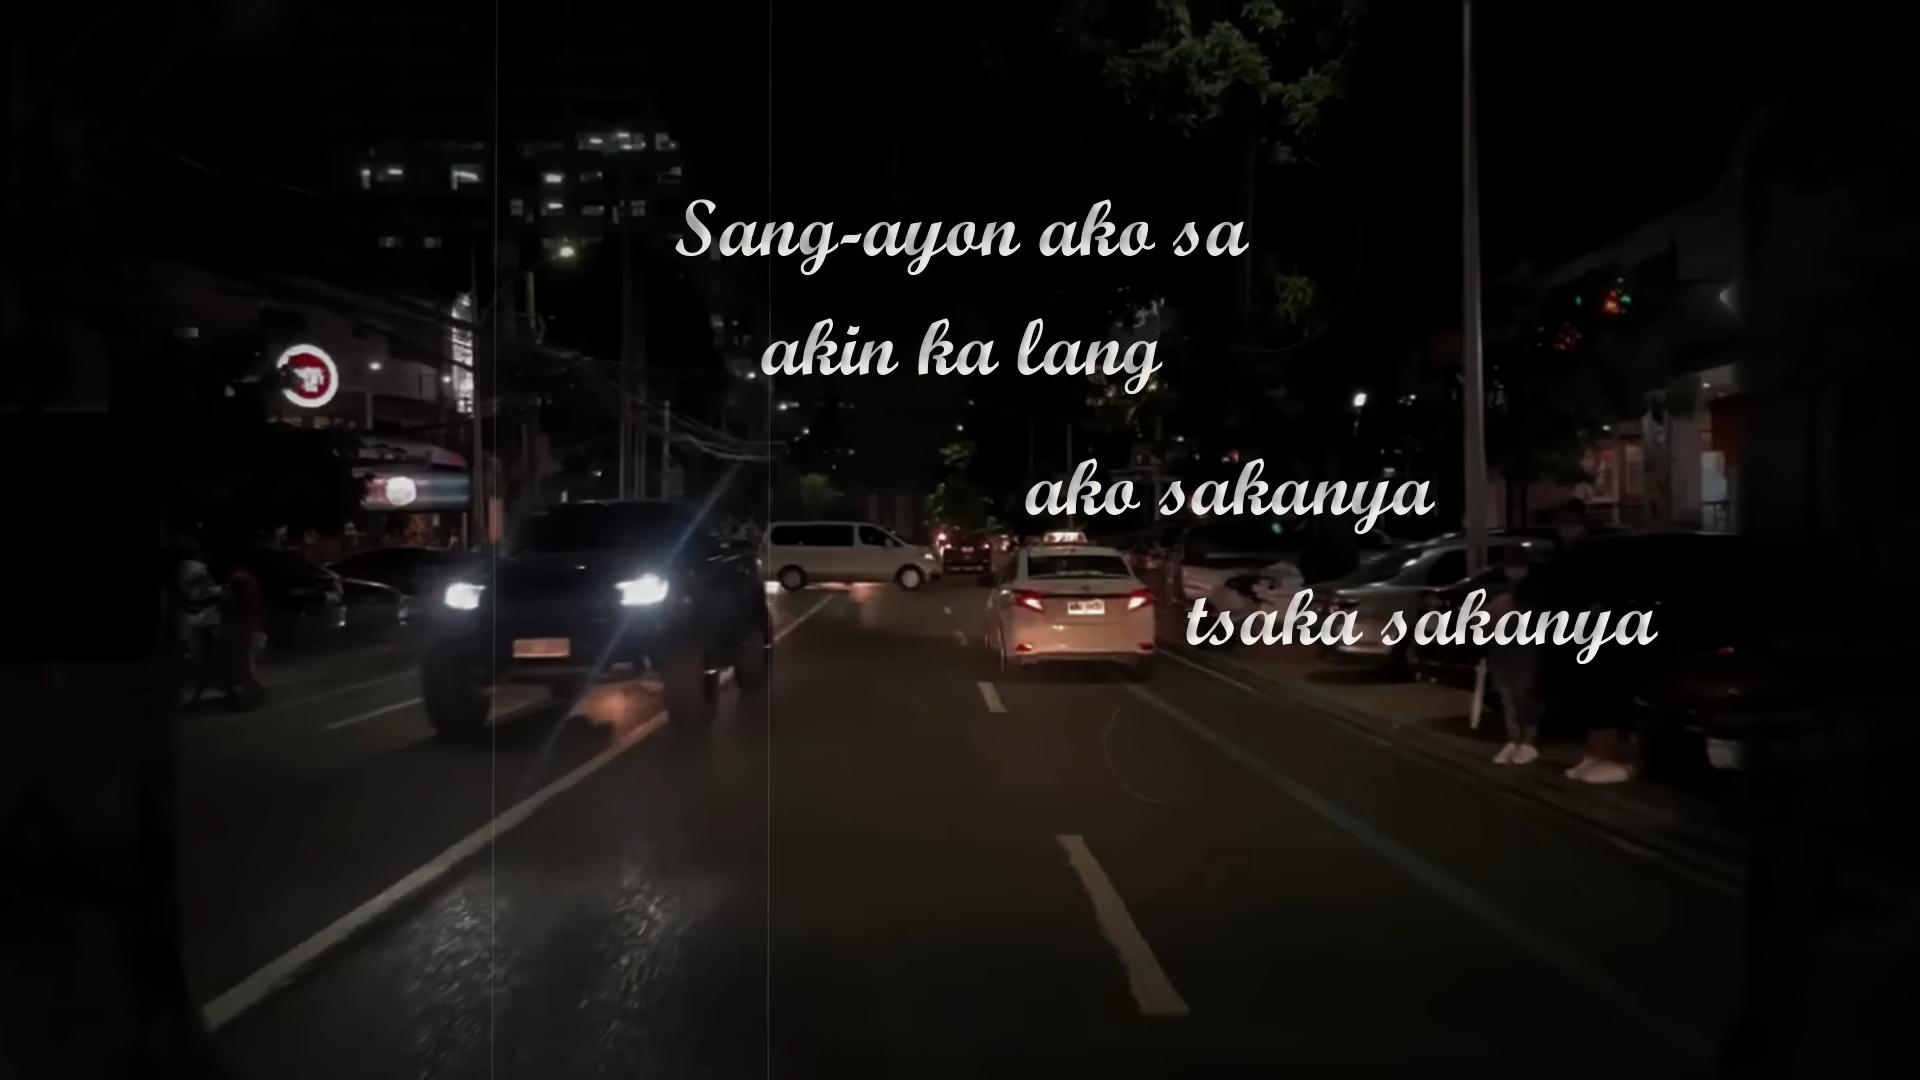 Sang-ayon ako sa
akin ka lang
ako sakanya
tsaka sakanya